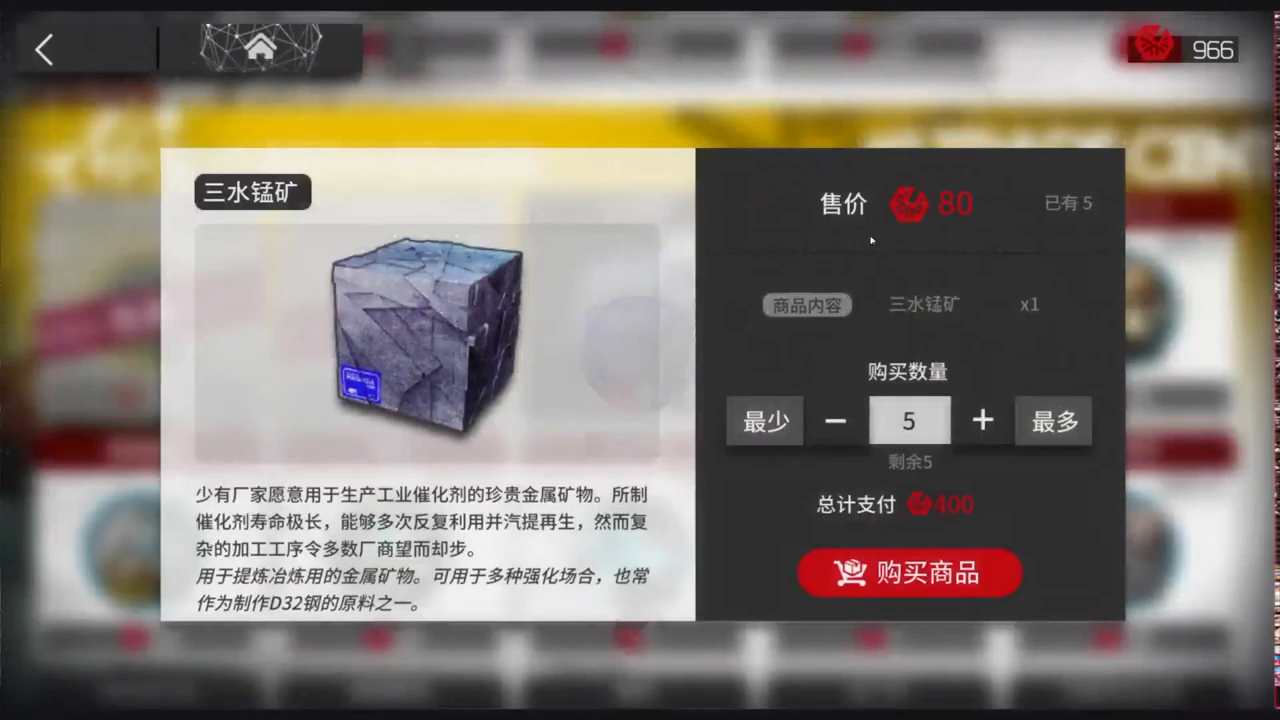 966
三水锰矿
售价 80
已有 5
商品内容 三水锰矿 x1
购买数量
最少 － 5 + 最多
剩余5
总计支付 400
购买商品
少有厂家愿意用于生产工业催化剂的珍贵金属矿物。所制
催化剂寿命极长，能够多次反复利用并汽提再生，然而复
杂的加工工序令多数厂商望而却步。
用于提炼冶炼用的金属矿物。可用于多种强化场合，也常
作为制作D32钢的原料之一。